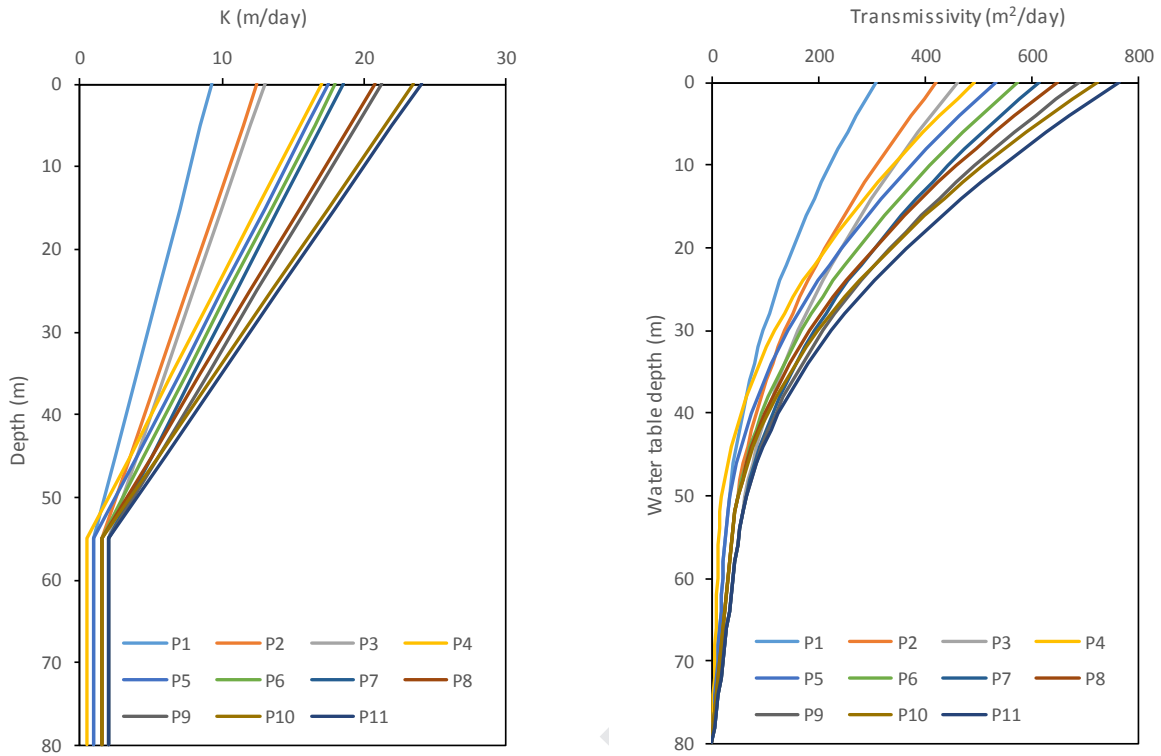 K (m/day)
0 10 20 30
0
10
20
30
40
50
60
70
80
Depth (m)
P1 P2 P3 P4
P5 P6 P7 P8
P9 P10 P11
Transmissivity (m²/day)
0 200 400 600 800
0
10
20
30
40
50
60
70
80
Water table depth (m)
P1 P2 P3 P4
P5 P6 P7 P8
P9 P10 P11